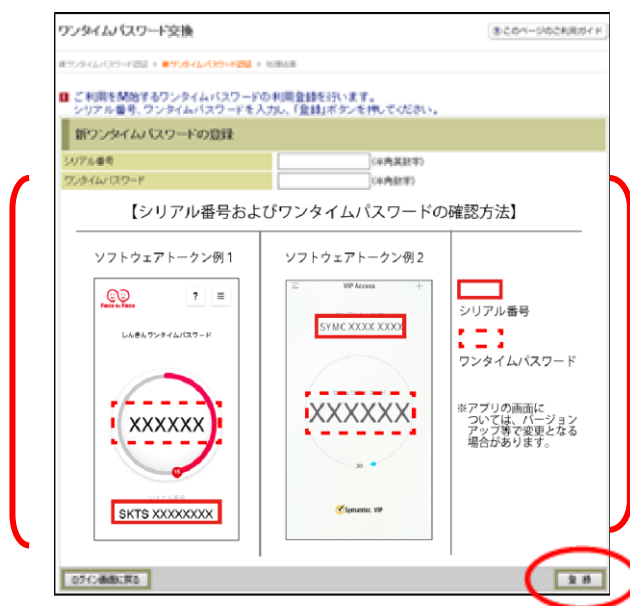 ワンタイムパスワード交換
このページのご利用ガイド
旧ワンタイムパスワード認証 ▸ 新ワンタイムパスワード認証 ▸ 処理結果
ご利用を開始するワンタイムパスワードの利用登録を行います。
シリアル番号、ワンタイムパスワードを入力し、「登録」ボタンを押してください。
新ワンタイムパスワードの登録
シリアル番号 (半角英数字)
ワンタイムパスワード (半角数字)
【シリアル番号およびワンタイムパスワードの確認方法】
ソフトウェアトークン例1
Face to Face
?
しんきんワンタイムパスワード
XXXXXX
15
シリアル番号
SKTS XXXXXXXX
ソフトウェアトークン例2
VIP Access
SYMC XXXX XXXX
XXXXXX
30
Symantec. VIP
シリアル番号
ワンタイムパスワード
※アプリの画面に
ついては、バージョン
アップ等で変更となる
場合があります。
ログイン画面に戻る
登 録